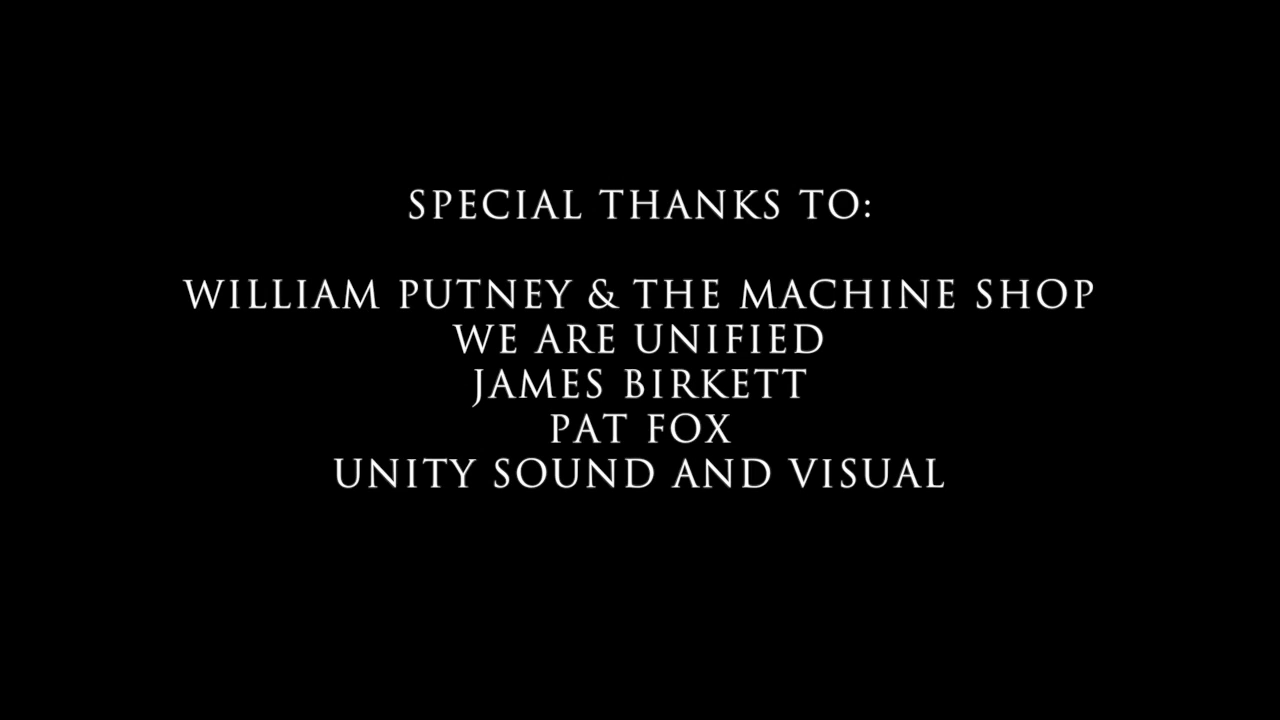 SPECIAL THANKS TO:
WILLIAM PUTNEY & THE MACHINE SHOP
WE ARE UNIFIED
JAMES BIRKETT
PAT FOX
UNITY SOUND AND VISUAL